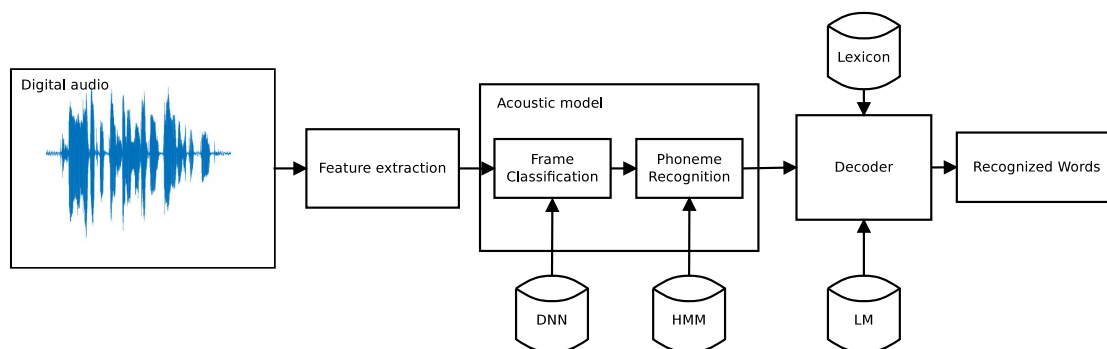 Digital audio
Feature extraction
Acoustic model
Frame
Classification
Phoneme
Recognition
DNN
HMM
Lexicon
Decoder
LM
Recognized Words